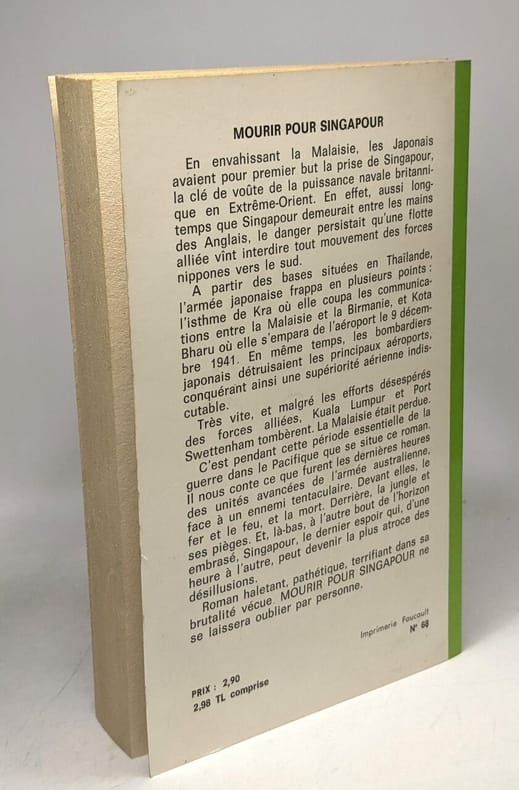 MOURIR POUR SINGAPOUR
En envahissant la Malaisie, les Japonais
avaient pour premier but la prise de Singapour,
la clé de voûte de la puissance navale britanni-
que en Extrême-Orient. En effet, aussi long-
temps que Singapour demeurait entre les mains
des Anglais, le danger persistait qu'une flotte
alliée vînt interdire tout mouvement des forces
nippones vers le sud.
A partir des bases situées en Thaïlande,
l'armée japonaise frappa en plusieurs points :
l'isthme de Kra où elle coupa les communica-
tions entre la Malaisie et la Birmanie, et Kota
Bharu où elle s'empara de l'aéroport le 9 décem-
bre 1941. En même temps, les bombardiers
japonais détruisaient les principaux aéroports,
conquérant ainsi une supériorité aérienne indis-
cutable.
Très vite, et malgré les efforts désespérés
des forces alliées, Kuala Lumpur et Port
Swettenham tombèrent. La Malaisie était perdue.
C'est pendant cette période essentielle de la
guerre dans le Pacifique que se situe ce roman.
Il nous conte ce que furent les dernières heures
des unités avancées de l'armée australienne,
face à un ennemi tentaculaire. Devant elles, le
fer et le feu, et la mort. Derrière, la jungle et
ses pièges. Et, là-bas, à l'autre bout de l'horizon
embrasé, Singapour, le dernier espoir qui, d'une
heure à l'autre, peut devenir la plus atroce des
désillusions.
Roman haletant, pathétique, terrifiant dans sa
brutalité vécue. MOURIR POUR SINGAPOUR ne
se laissera oublier par personne.
Imprimerie Foucault
N° 68
PRIX : 2,90
2,98 TL comprise